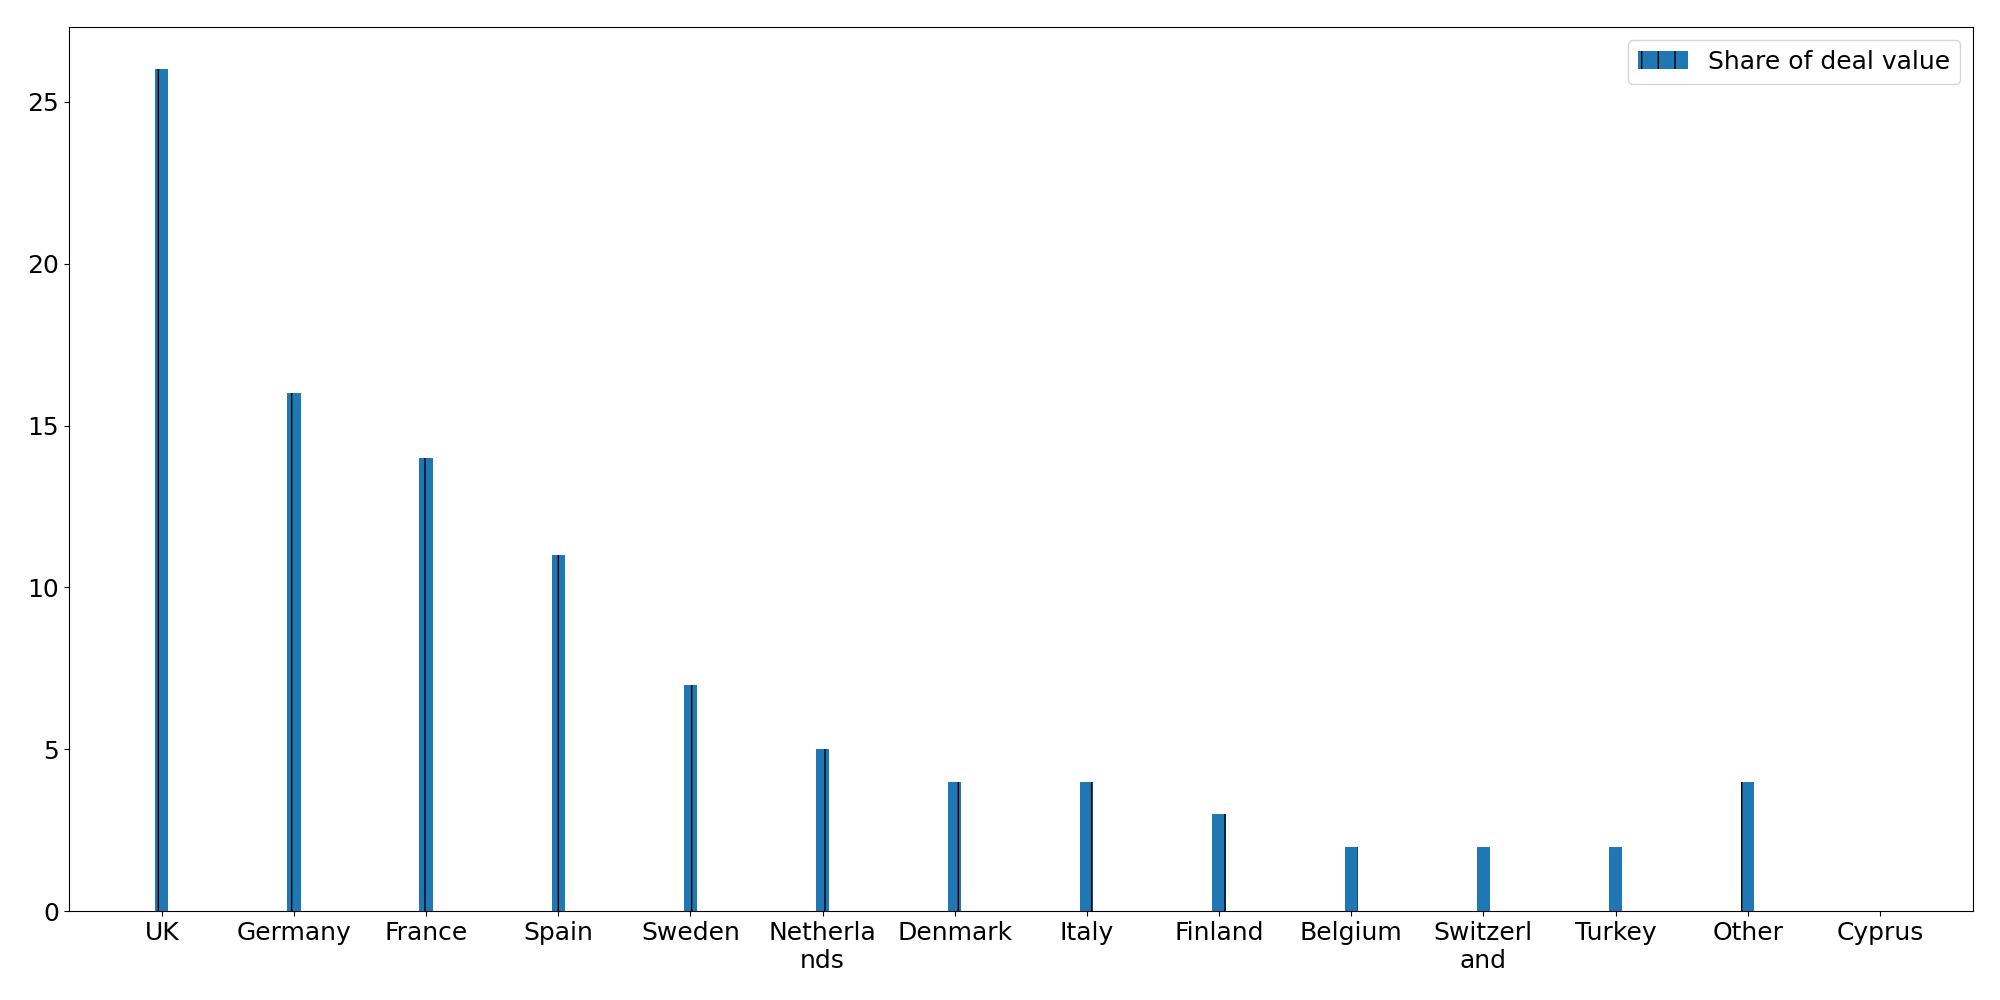 Share of deal value
25
20
15
10
5
0
UK Germany France Spain Sweden Netherla Denmark Italy Finland Belgium Switzerl Turkey Other Cyprus
nds and